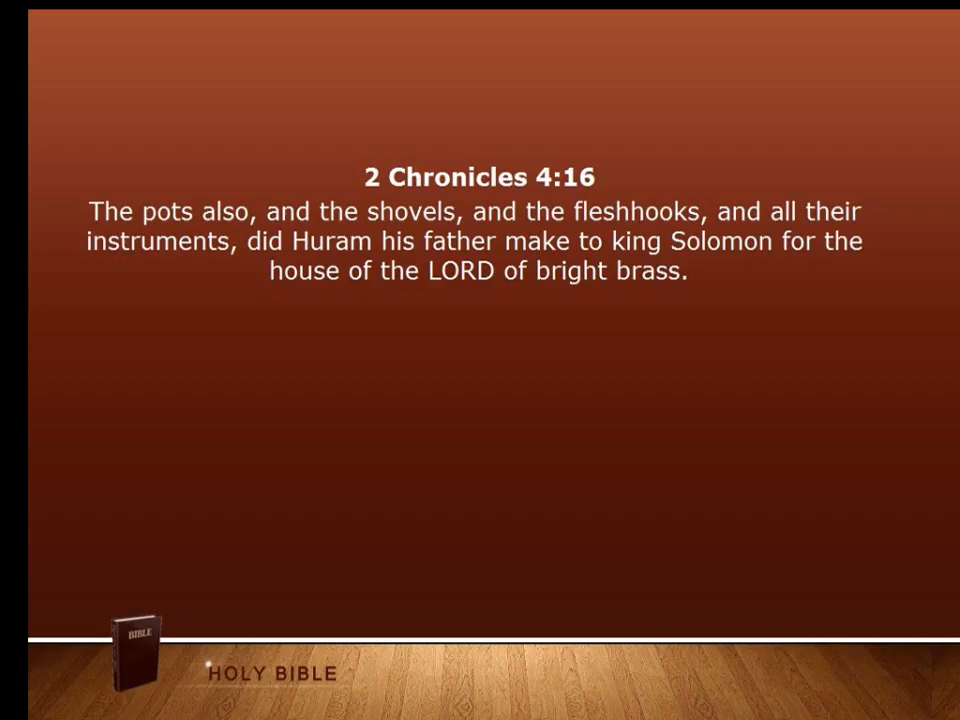 2 Chronicles 4:16
The pots also, and the shovels, and the fleshhooks, and all their
instruments, did Huram his father make to king Solomon for the
house of the LORD of bright brass.
BIBLE
HOLY BIBLE